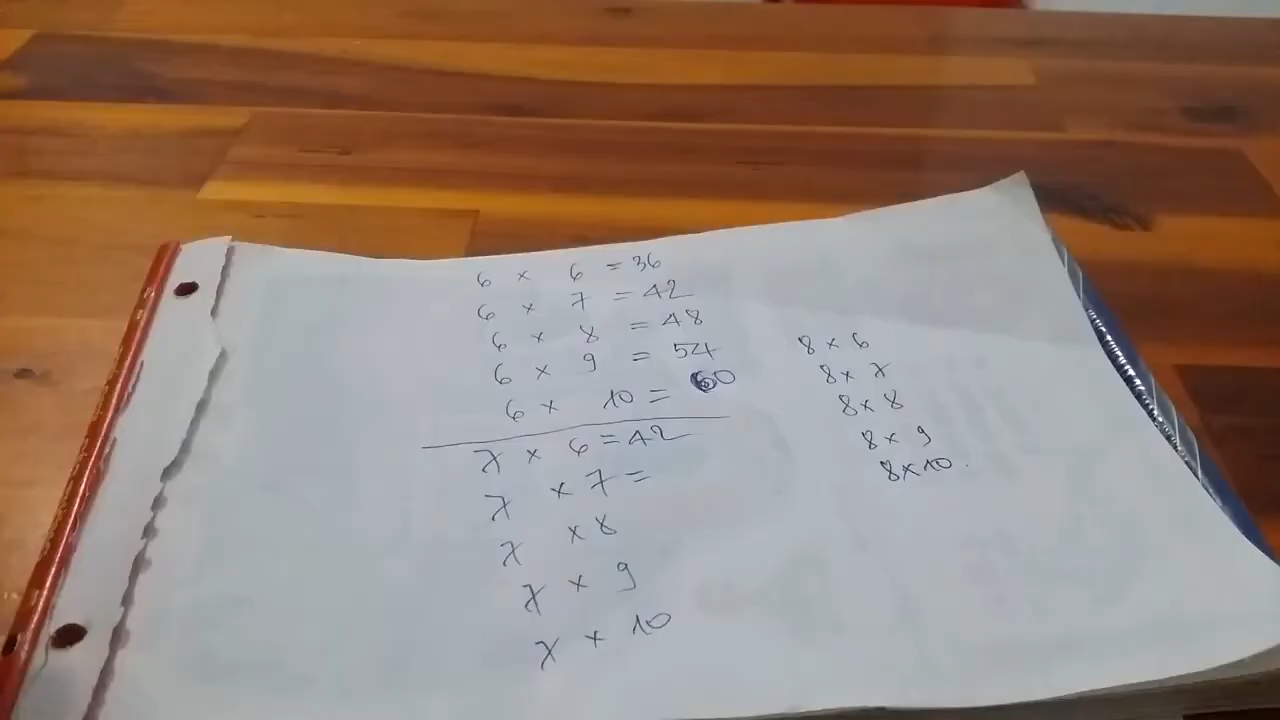 6 × 6 = 36
6 × 7 = 42
6 × 8 = 48
6 × 9 = 54
6 × 10 = 60
7 × 6 = 42
7 × 7 =
7 × 8
7 × 9
7 × 10
8 × 6
8 × 7
8 × 8
8 × 9
8 × 10.